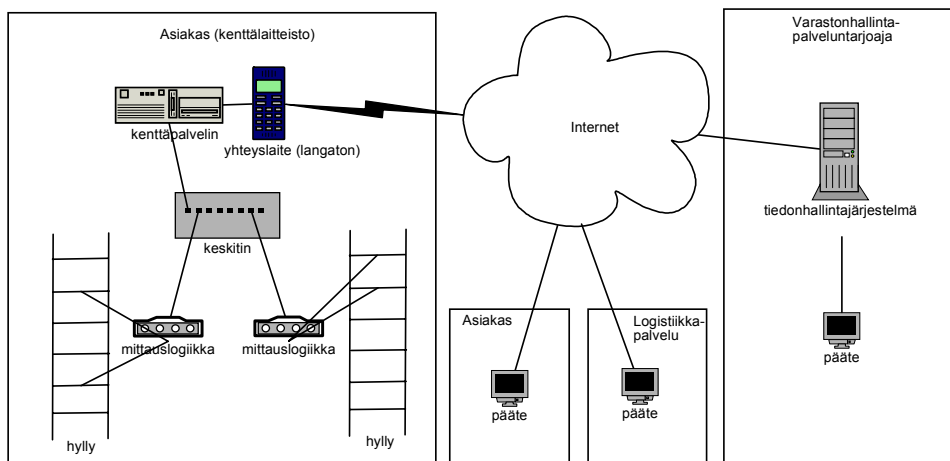 Asiakas (kenttälaitteisto)
kenttäpalvelin
yhteyslaite (langaton)
keskitin
mittauslogiikka
mittauslogiikka
hylly
hylly
Internet
Asiakas
pääte
Logistiikka-
palvelu
pääte
Varastonhallinta-
palveluntarjoaja
tiedonhallintajärjestelmä
pääte